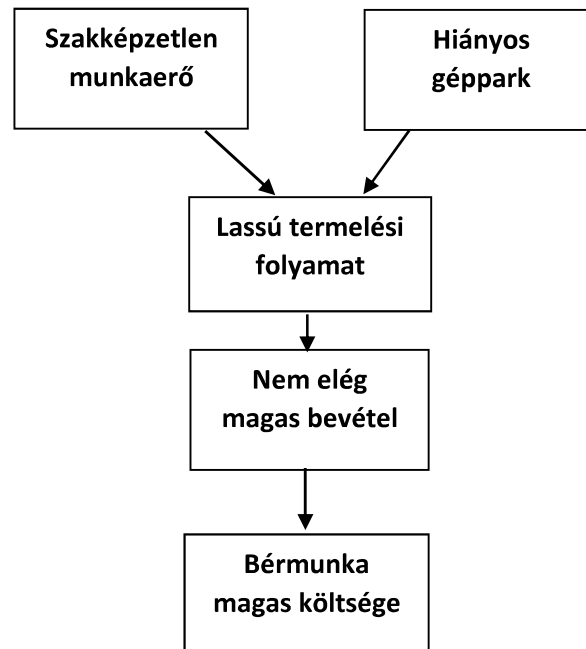 Szakképzetlen
munkaerő
Hiányos
géppark
Lassú termelési
folyamat
Nem elég
magas bevétel
Bérmunka
magas költsége